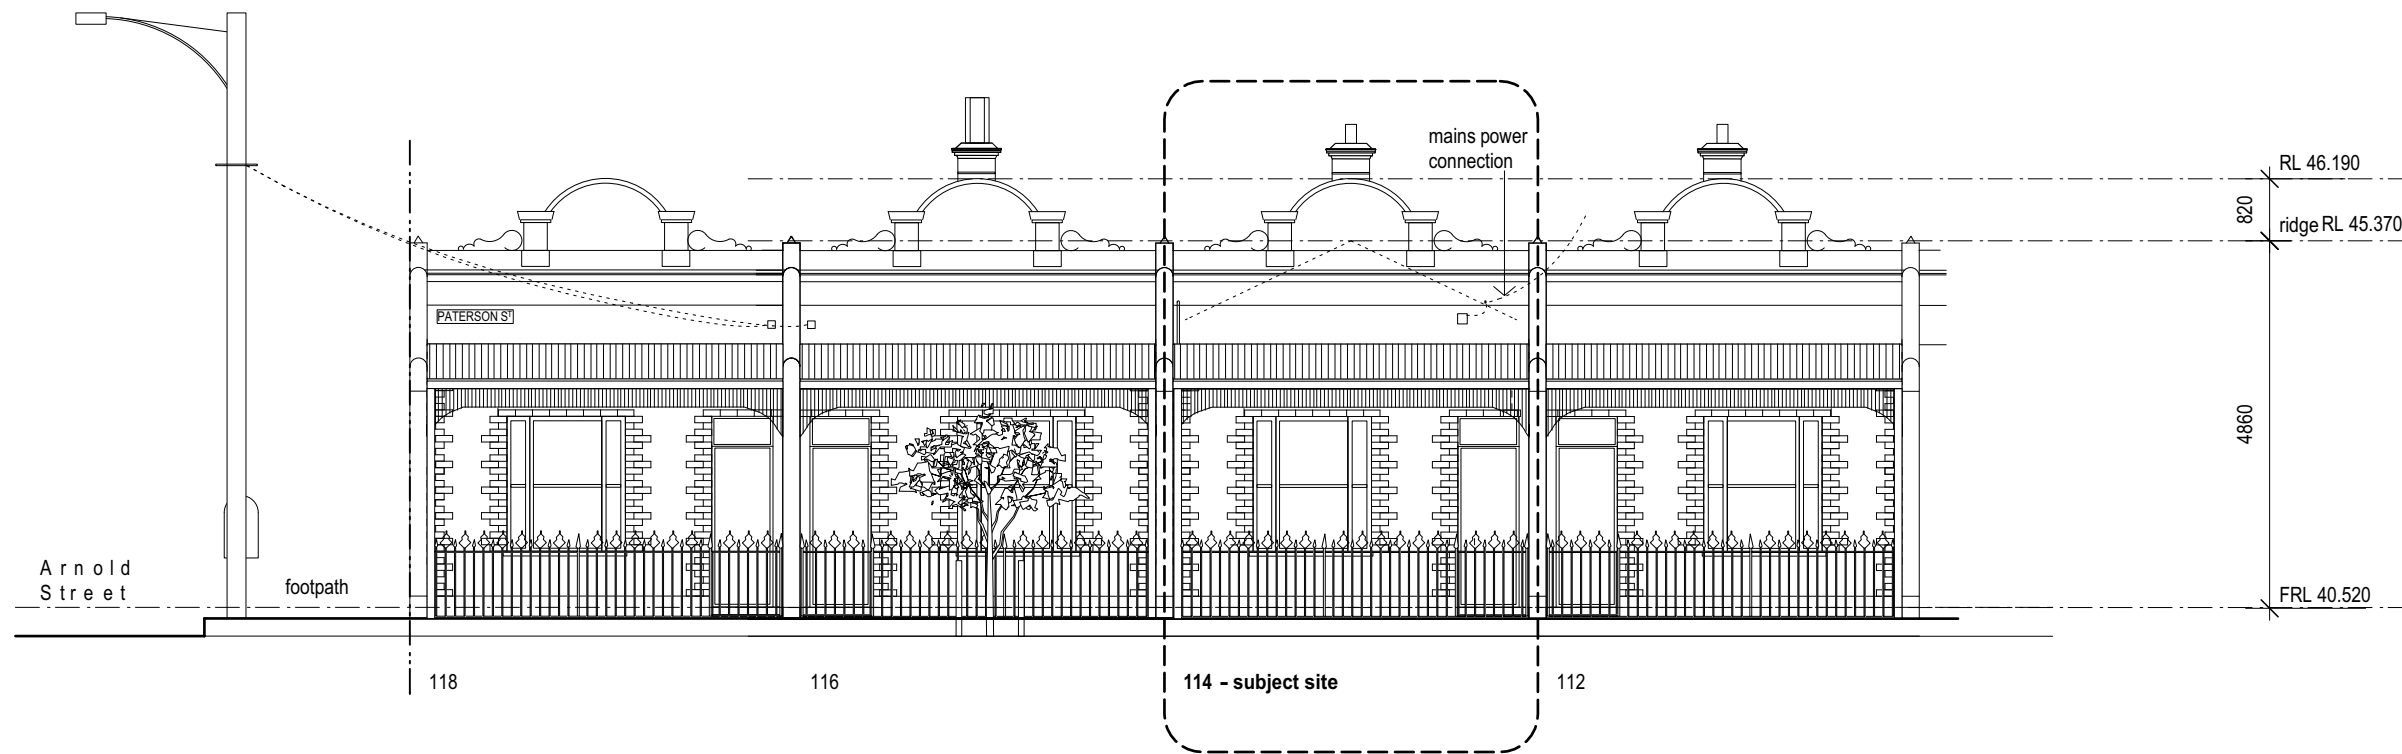 mains power
connection
RL 46.190
820
ridge RL 45.370
PATERSON ST
4860
Arnold
Street
footpath
FRL 40.520
118
116
114 - subject site
112